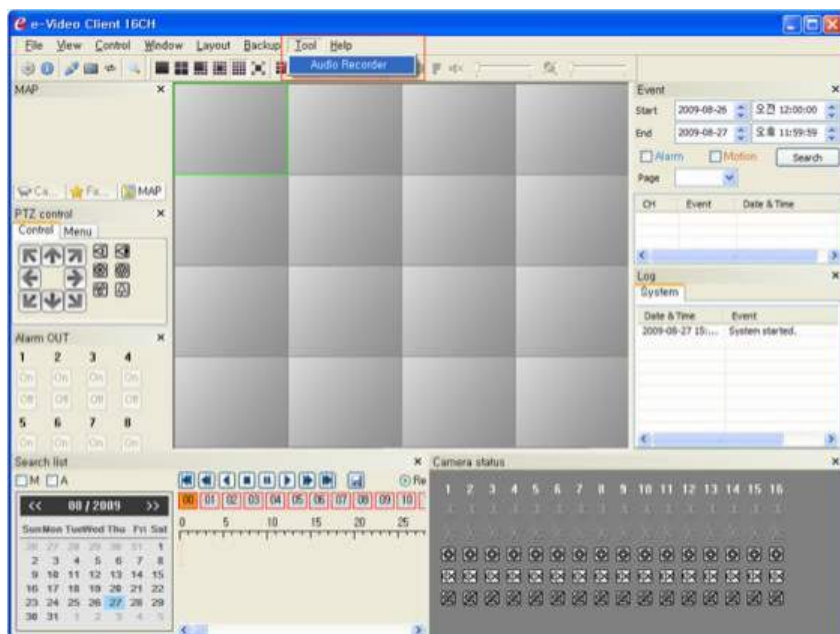 e-Video Client 16CH
File View Control Window Layout Backup Tool Help
Audio Recorder
MAP
Ca... Fa... MAP
PTZ control
Control Menu
Alarm OUT
1 2 3 4
On On On On
Off Off Off Off
5 6 7 8
On On On On
Event
Start 2009-08-26 오전 12:00:00
End 2009-08-27 오후 11:59:59
Alarm Motion Search
Page
CH Event Date & Time
Log
System
Date & Time Event
2009-08-27 15:... System started.
Search list
M A
<< 08 / 2009 >>
Sun Mon Tue Wed Thu Fri Sat
26 27 28 29 30 31 1
2 3 4 5 6 7 8
9 10 11 12 13 14 15
16 17 18 19 20 21 22
23 24 25 26 27 28 29
30 31 1 2 3 4 5
Re
00 01 02 03 04 05 06 07 08 09 10
0 5 10 15 20 25
Camera status
1 2 3 4 5 6 7 8 9 10 11 12 13 14 15 16